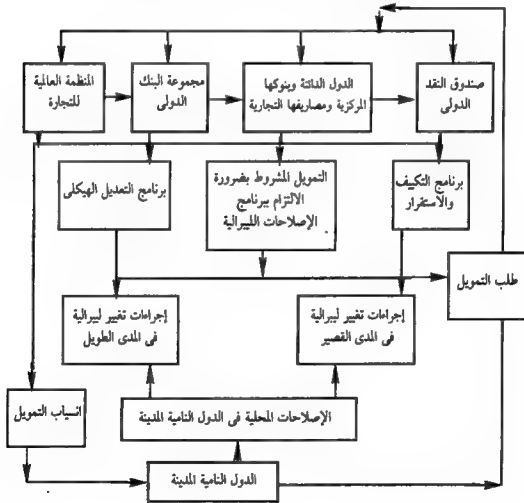 صندوق النقد
الدولى
الدول الدائنة وبنوكها
المركزية ومصاريفها التجارية
مجموعة البنك
الدولى
المنظمة العالمية
للتجارة
برنامج التكييف
والاستقرار
التمويل المشروط بضرورة
الالتزام ببرنامج
الإصلاحات الليبرالية
برنامج التعديل الهيكلى
طلب التمويل
إجراءات تغيير ليبرالية
فى المدى القصير
إجراءات تغيير ليبرالية
فى المدى الطويل
الإصلاحات المحلية فى الدول النامية المدينة
انسياب التمويل
الدول النامية المدينة